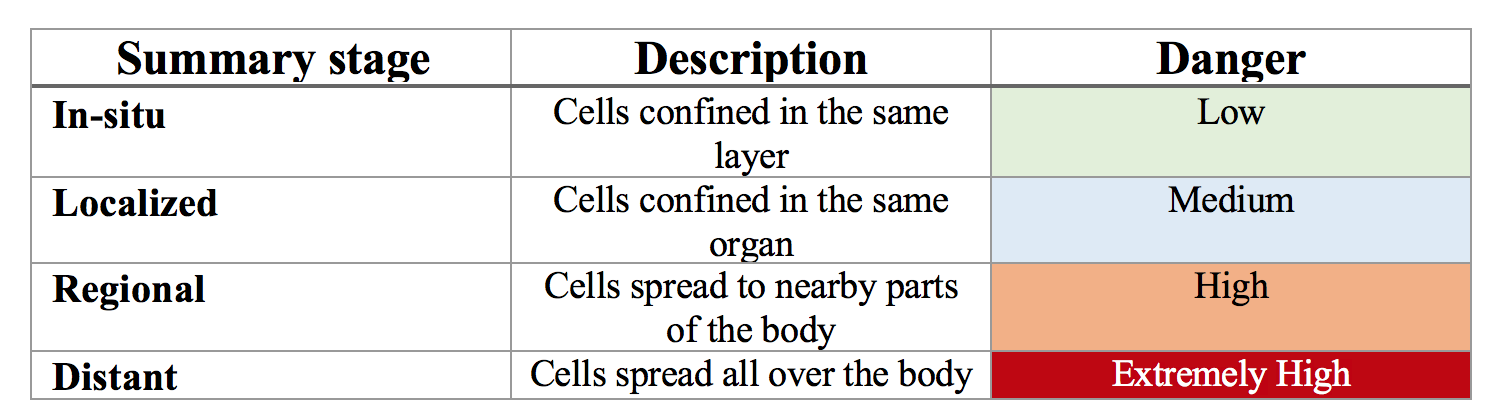 Summary stage Description Danger
In-situ Cells confined in the same Low
layer
Localized Cells confined in the same Medium
organ
Regional Cells spread to nearby parts High
of the body
Distant Cells spread all over the body Extremely High